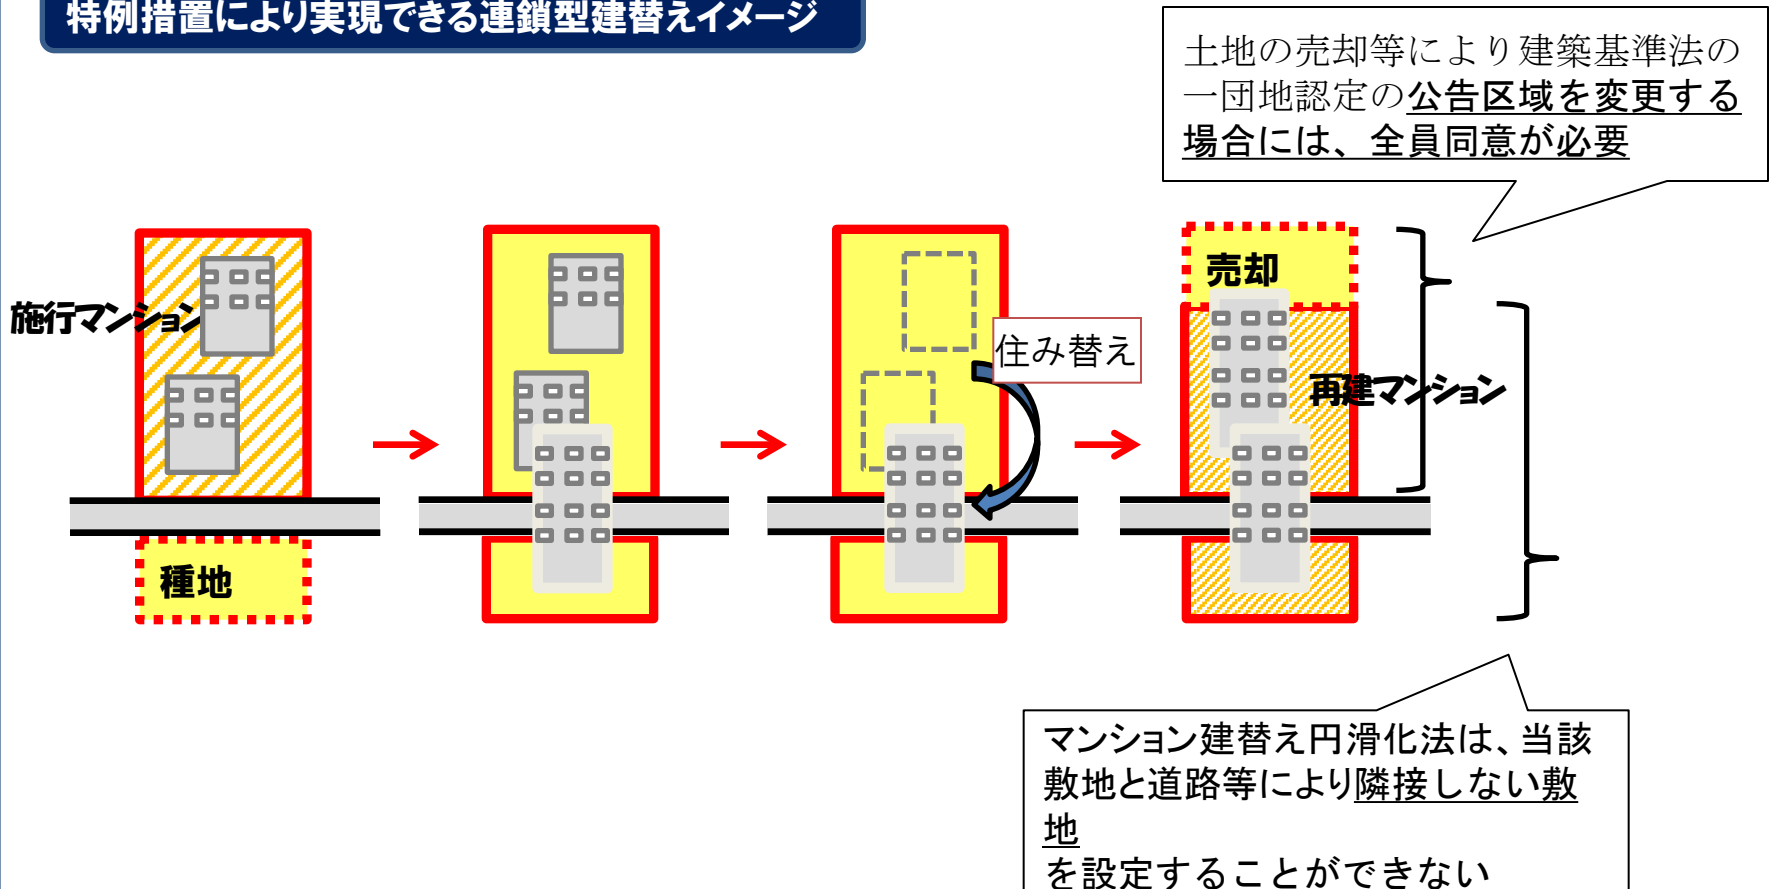 特例措置により実現できる連鎖型建替えイメージ
土地の売却等により建築基準法の
一団地認定の公告区域を変更する
場合には、全員同意が必要
施行マンション
種地
住み替え
売却
再建マンション
マンション建替え円滑化法は、当該
敷地と道路等により隣接しない敷
地
を設定することができない